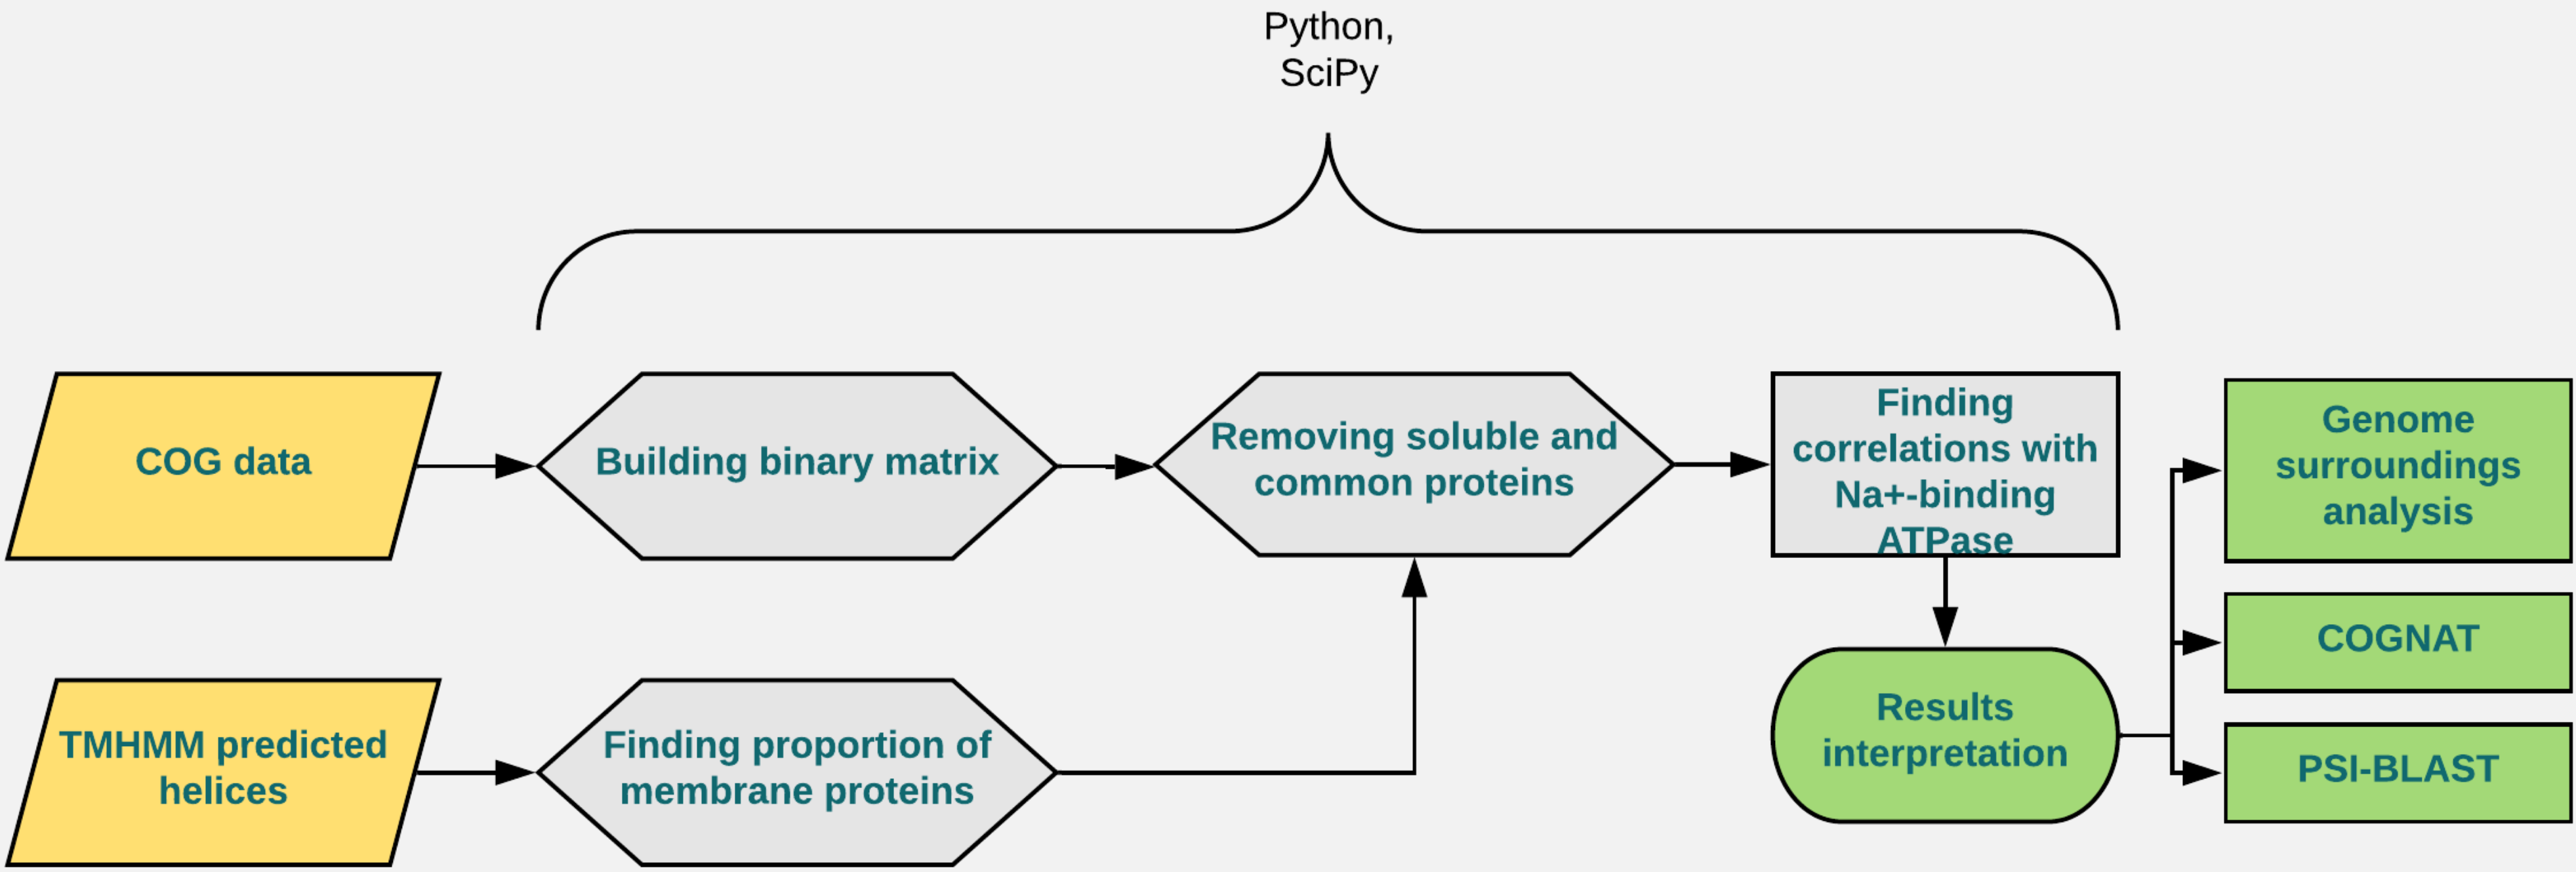 Python,
SciPy
COG data
Building binary matrix
Removing soluble and
common proteins
Finding
correlations with
Na+-binding
ATPase
Genome
surroundings
analysis
COGNAT
TMHMM predicted
helices
Finding proportion of
membrane proteins
Results
interpretation
PSI-BLAST